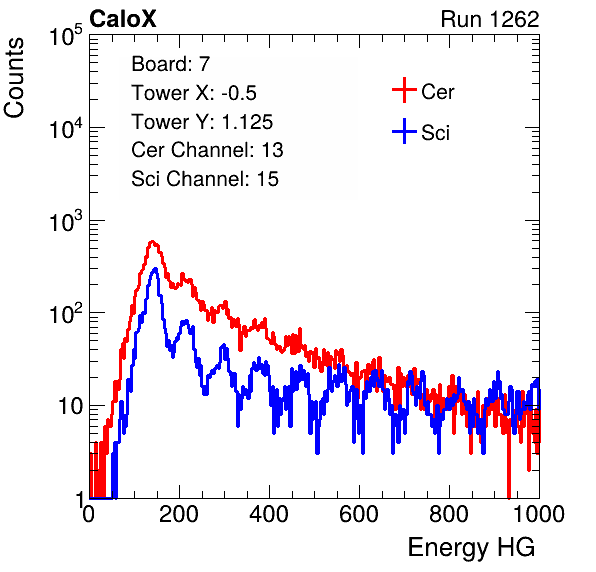 CaloX Run 1262
Counts
Board: 7
Tower X: -0.5
Tower Y: 1.125
Cer Channel: 13
Sci Channel: 15
Cer
Sci
10^5
10^4
10^3
10^2
10
1
0 200 400 600 800 1000
Energy HG